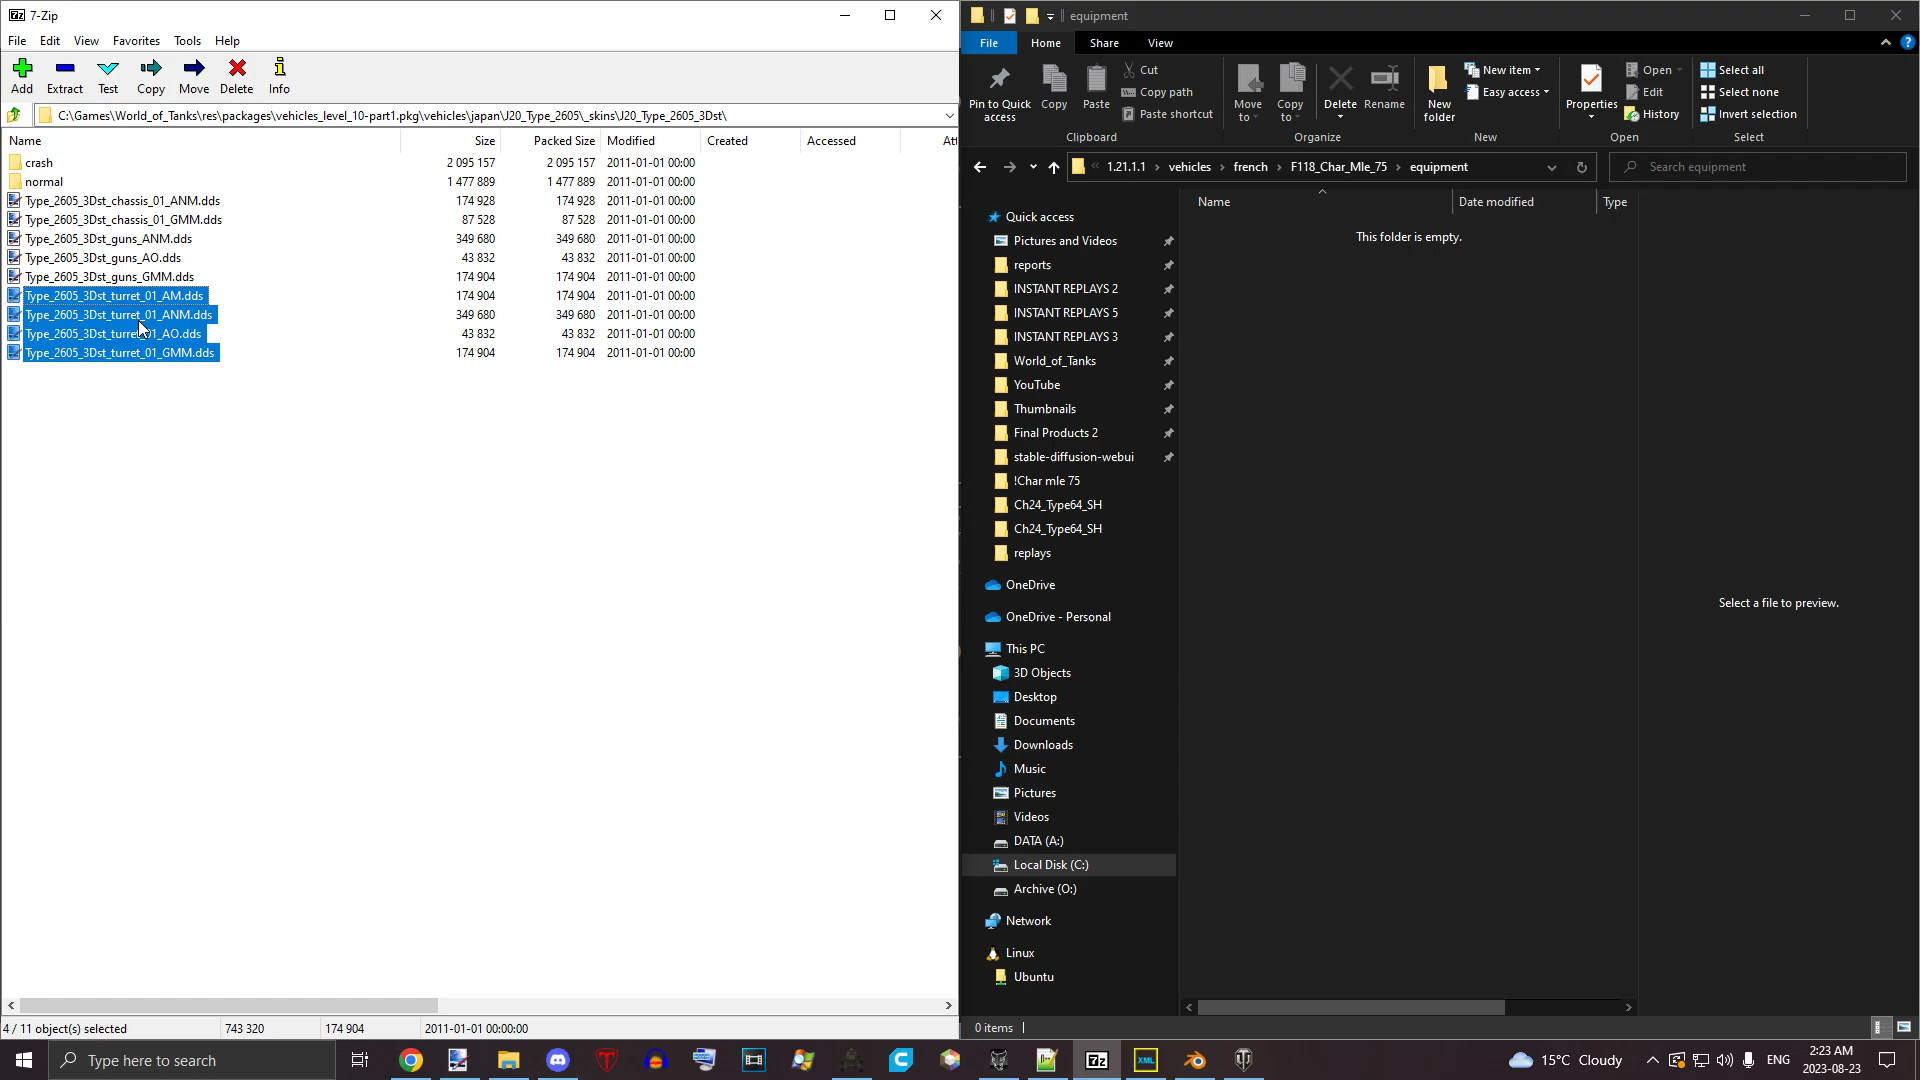 7-Zip
File Edit View Favorites Tools Help
Add Extract Test Copy Move Delete Info
C:\Games\World_of_Tanks\res\packages\vehicles_level_10-part1.pkg\vehicles\japan\J20_Type_2605\_skins\J20_Type_2605_3Dst\
Name Size Packed Size Modified Created Accessed Att
crash 2 095 157 2 095 157 2011-01-01 00:00
normal 1 477 889 1 477 889 2011-01-01 00:00
Type_2605_3Dst_chassis_01_ANM.dds 174 928 174 928 2011-01-01 00:00
Type_2605_3Dst_chassis_01_GMM.dds 87 528 87 528 2011-01-01 00:00
Type_2605_3Dst_guns_ANM.dds 349 680 349 680 2011-01-01 00:00
Type_2605_3Dst_guns_AO.dds 43 832 43 832 2011-01-01 00:00
Type_2605_3Dst_guns_GMM.dds 174 904 174 904 2011-01-01 00:00
Type_2605_3Dst_turret_01_AM.dds 174 904 174 904 2011-01-01 00:00
Type_2605_3Dst_turret_01_ANM.dds 349 680 349 680 2011-01-01 00:00
Type_2605_3Dst_turret_01_AO.dds 43 832 43 832 2011-01-01 00:00
Type_2605_3Dst_turret_01_GMM.dds 174 904 174 904 2011-01-01 00:00
4 / 11 object(s) selected 743 320 174 904 2011-01-01 00:00:00
equipment
File Home Share View
Pin to Quick access
Copy
Paste
Cut
Copy path
Paste shortcut
Clipboard
Move to
Copy to
Delete
Rename
Organize
New folder
New item
Easy access
New
Properties
Open
Edit
History
Open
Select all
Select none
Invert selection
Select
« 1.21.1.1 › vehicles › french › F118_Char_Mle_75 › equipment
Search equipment
Name Date modified Type
This folder is empty.
Select a file to preview.
Quick access
Pictures and Videos
reports
INSTANT REPLAYS 2
INSTANT REPLAYS 5
INSTANT REPLAYS 3
World_of_Tanks
YouTube
Thumbnails
Final Products 2
stable-diffusion-webui
!Char mle 75
Ch24_Type64_SH
Ch24_Type64_SH
replays
OneDrive
OneDrive - Personal
This PC
3D Objects
Desktop
Documents
Downloads
Music
Pictures
Videos
DATA (A:)
Local Disk (C:)
Archive (O:)
Network
Linux
Ubuntu
0 items
Type here to search
7z
XML
15°C Cloudy
ENG
2:23 AM
2023-08-23